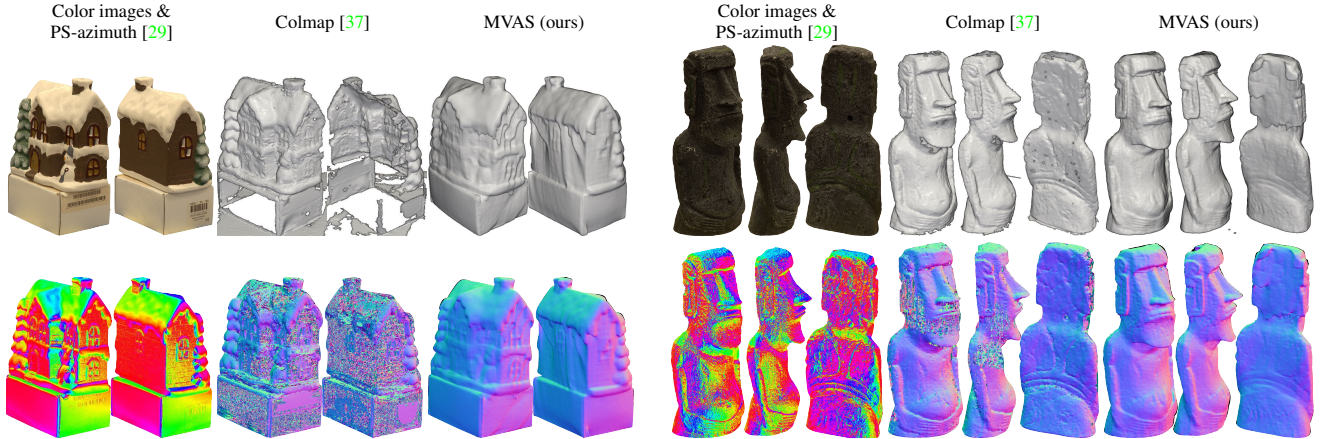 Color images &
PS-azimuth [29]
Colmap [37]
MVAS (ours)
Color images &
PS-azimuth [29]
Colmap [37]
MVAS (ours)